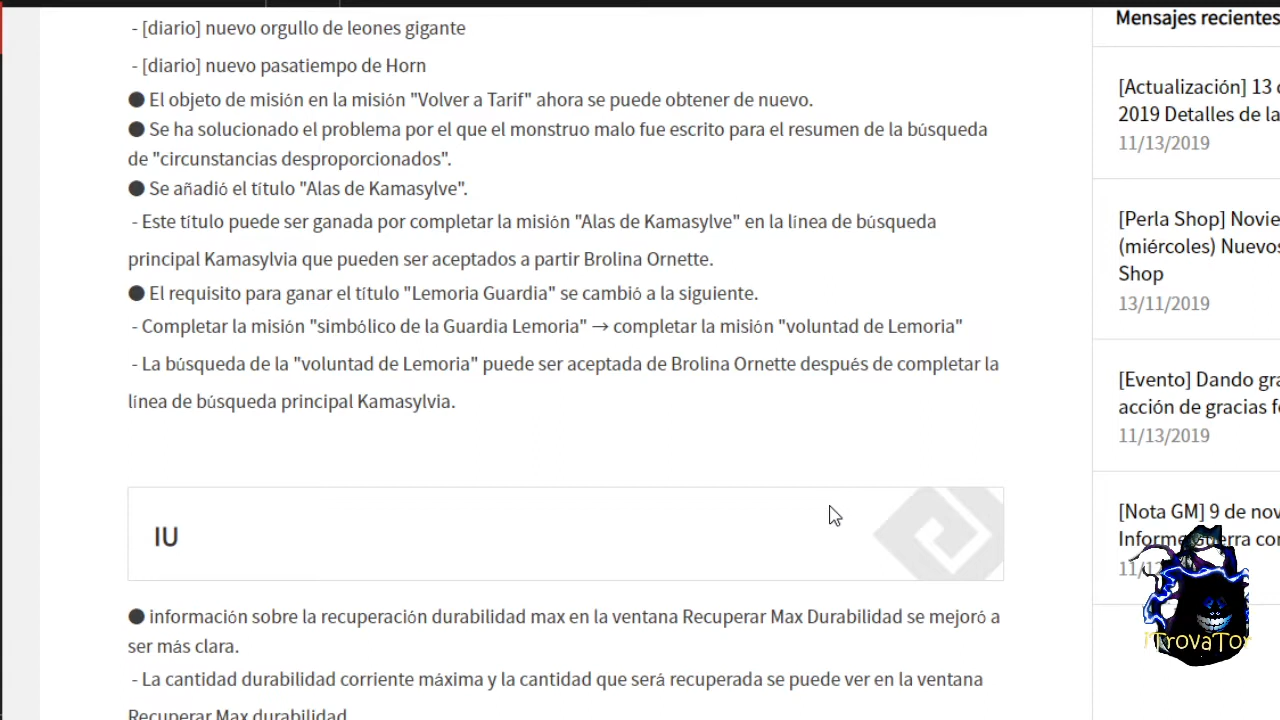 - [diario] nuevo orgullo de leones gigante
- [diario] nuevo pasatiempo de Horn
● El objeto de misión en la misión "Volver a Tarif" ahora se puede obtener de nuevo.
● Se ha solucionado el problema por el que el monstruo malo fue escrito para el resumen de la búsqueda
de "circunstancias desproporcionados".
● Se añadió el título "Alas de Kamasylve".
- Este título puede ser ganada por completar la misión "Alas de Kamasylve" en la línea de búsqueda
principal Kamasylvia que pueden ser aceptados a partir Brolina Ornette.
● El requisito para ganar el título "Lemoria Guardia" se cambió a la siguiente.
- Completar la misión "simbólico de la Guardia Lemoria" → completar la misión "voluntad de Lemoria"
- La búsqueda de la "voluntad de Lemoria" puede ser aceptada de Brolina Ornette después de completar la
línea de búsqueda principal Kamasylvia.
IU
● información sobre la recuperación durabilidad max en la ventana Recuperar Max Durabilidad se mejoró a
ser más clara.
- La cantidad durabilidad corriente máxima y la cantidad que será recuperada se puede ver en la ventana
Recuperar Max durabilidad
Mensajes recientes
[Actualización] 13
2019 Detalles de la
11/13/2019
[Perla Shop] Novie
(miércoles) Nuevos
Shop
13/11/2019
[Evento] Dando gra
acción de gracias
11/13/2019
[Nota GM] 9 de nov
Informe Guerra con
iTrovaTor